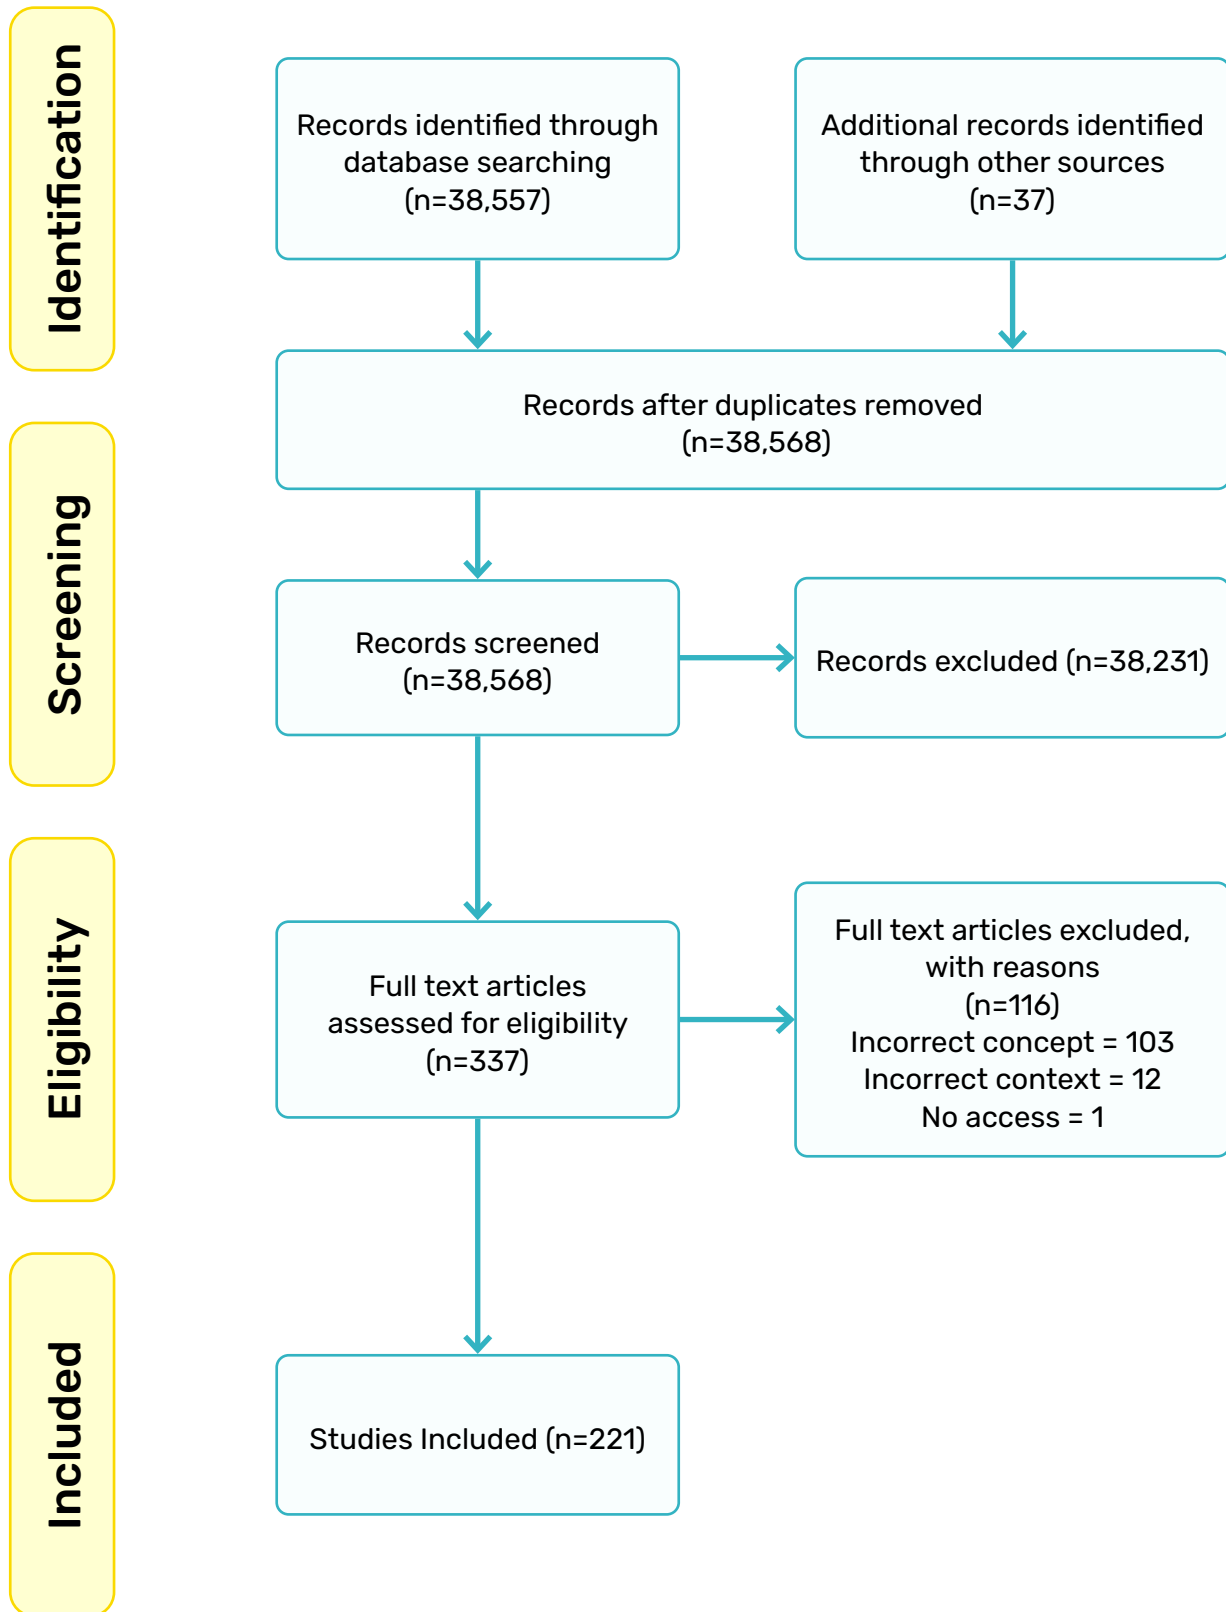 Identification
Records identified through
database searching
(n=38,557)
Additional records identified
through other sources
(n=37)
Records after duplicates removed
(n=38,568)
Screening
Records screened
(n=38,568)
Records excluded (n=38,231)
Eligibility
Full text articles
assessed for eligibility
(n=337)
Full text articles excluded,
with reasons
(n=116)
Incorrect concept = 103
Incorrect context = 12
No access = 1
Included
Studies Included (n=221)